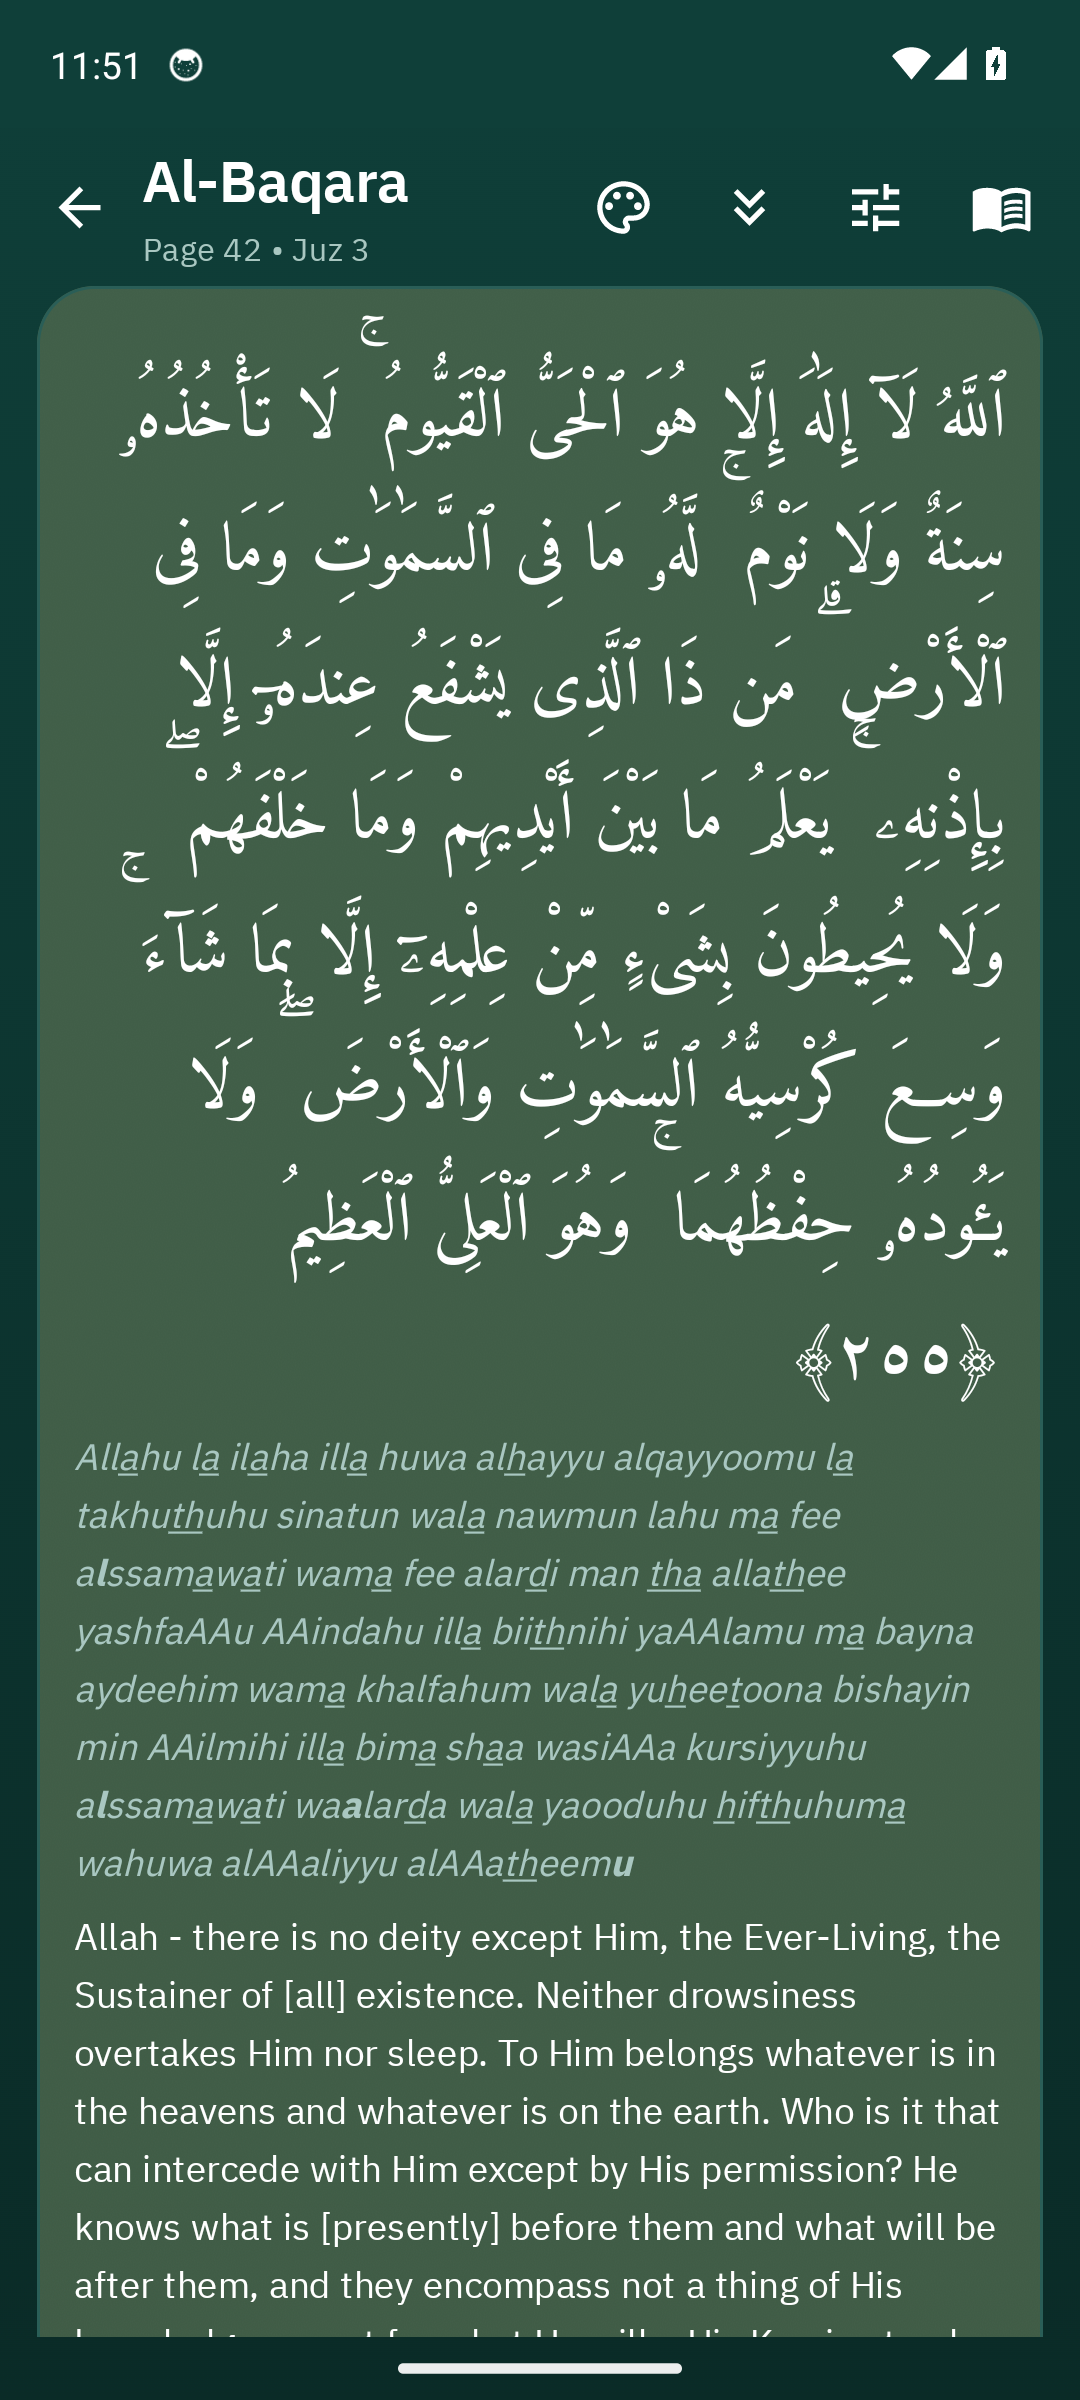 11:51
Al-Baqara
Page 42 • Juz 3
ٱللَّهُ لَآ إِلَٰهَ إِلَّا هُوَ ٱلْحَىُّ ٱلْقَيُّومُ ۚ لَا تَأْخُذُهُۥ
سِنَةٌ وَلَا نَوْمٌ ۚ لَّهُۥ مَا فِى ٱلسَّمَٰوَٰتِ وَمَا فِى
ٱلْأَرْضِ ۗ مَن ذَا ٱلَّذِى يَشْفَعُ عِندَهُۥٓ إِلَّا
بِإِذْنِهِۦ ۚ يَعْلَمُ مَا بَيْنَ أَيْدِيهِمْ وَمَا خَلْفَهُمْ ۖ
وَلَا يُحِيطُونَ بِشَىْءٍ مِّنْ عِلْمِهِۦٓ إِلَّا بِمَا شَآءَ ۚ
وَسِعَ كُرْسِيُّهُ ٱلسَّمَٰوَٰتِ وَٱلْأَرْضَ ۖ وَلَا
يَـُٔودُهُۥ حِفْظُهُمَا ۚ وَهُوَ ٱلْعَلِىُّ ٱلْعَظِيمُ
﴿٢٥٥﴾
Allahu la ilaha illa huwa alhayyu alqayyoomu la
takhuthuhu sinatun wala nawmun lahu ma fee
alssamawati wama fee alardi man tha allathee
yashfaAAu AAindahu illa biithnihi yaAAlamu ma bayna
aydeehim wama khalfahum wala yuheetoona bishayin
min AAilmihi illa bima shaa wasiAAa kursiyyuhu
alssamawati waalarda wala yaooduhu hifthuhuma
wahuwa alAAaliyyu alAAatheemu
Allah - there is no deity except Him, the Ever-Living, the
Sustainer of [all] existence. Neither drowsiness
overtakes Him nor sleep. To Him belongs whatever is in
the heavens and whatever is on the earth. Who is it that
can intercede with Him except by His permission? He
knows what is [presently] before them and what will be
after them, and they encompass not a thing of His